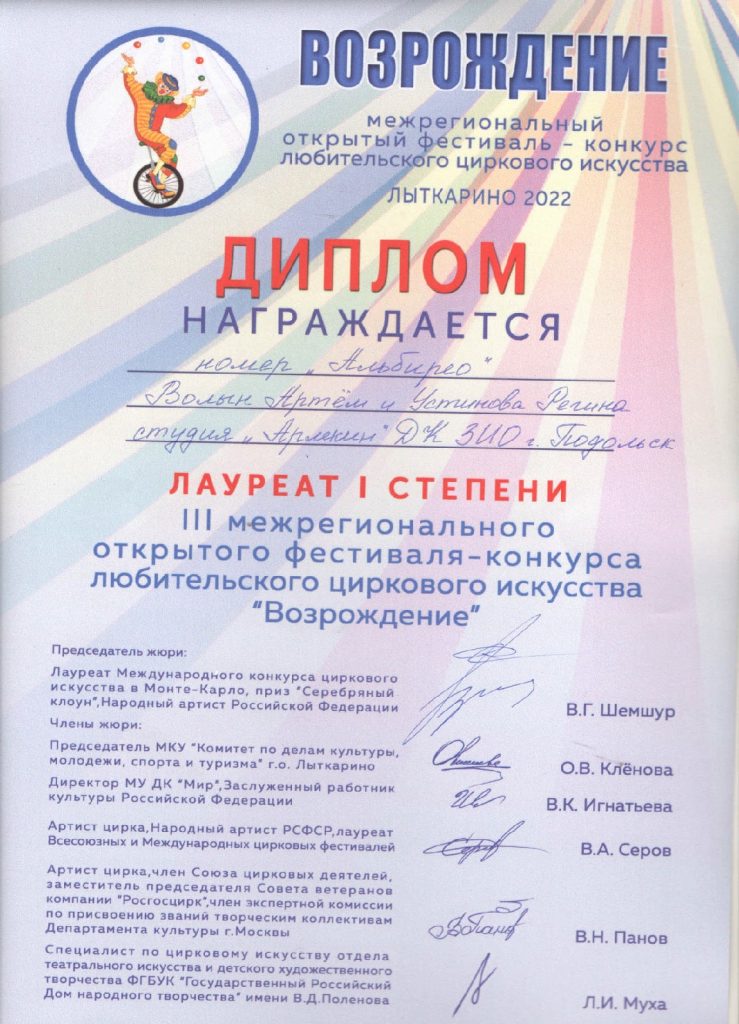 ВОЗРОЖДЕНИЕ
межрегиональный
открытый фестиваль - конкурс
любительского циркового искусства
ЛЫТКАРИНО 2022
ДИПЛОМ
НАГРАЖДАЕТСЯ
номер „Альбирео"
Волын Артём и Устинова Регина
студия „Арлекин" ДК ЗИО г. Подольск
ЛАУРЕАТ I СТЕПЕНИ
III межрегионального
открытого фестиваля-конкурса
любительского циркового искусства
"Возрождение"
Председатель жюри:
Лауреат Международного конкурса циркового
искусства в Монте-Карло, приз "Серебряный
клоун",Народный артист Российской Федерации
В.Г. Шемшур
Члены жюри:
Председатель МКУ "Комитет по делам культуры,
молодежи, спорта и туризма" г.о. Лыткарино
О.В. Клёнова
Директор МУ ДК "Мир",Заслуженный работник
культуры Российской Федерации
В.К. Игнатьева
Артист цирка,Народный артист РСФСР,лауреат
Всесоюзных и Международных цирковых фестивалей
В.А. Серов
Артист цирка,член Союза цирковых деятелей,
заместитель председателя Совета ветеранов
компании "Росгосцирк",член экспертной комиссии
по присвоению званий творческим коллективам
Департамента культуры г.Москвы
В.Н. Панов
Специалист по цирковому искусству отдела
театрального искусства и детского художественного
творчества ФГБУК "Государственный Российский
Дом народного творчества" имени В.Д.Поленова
Л.И. Муха